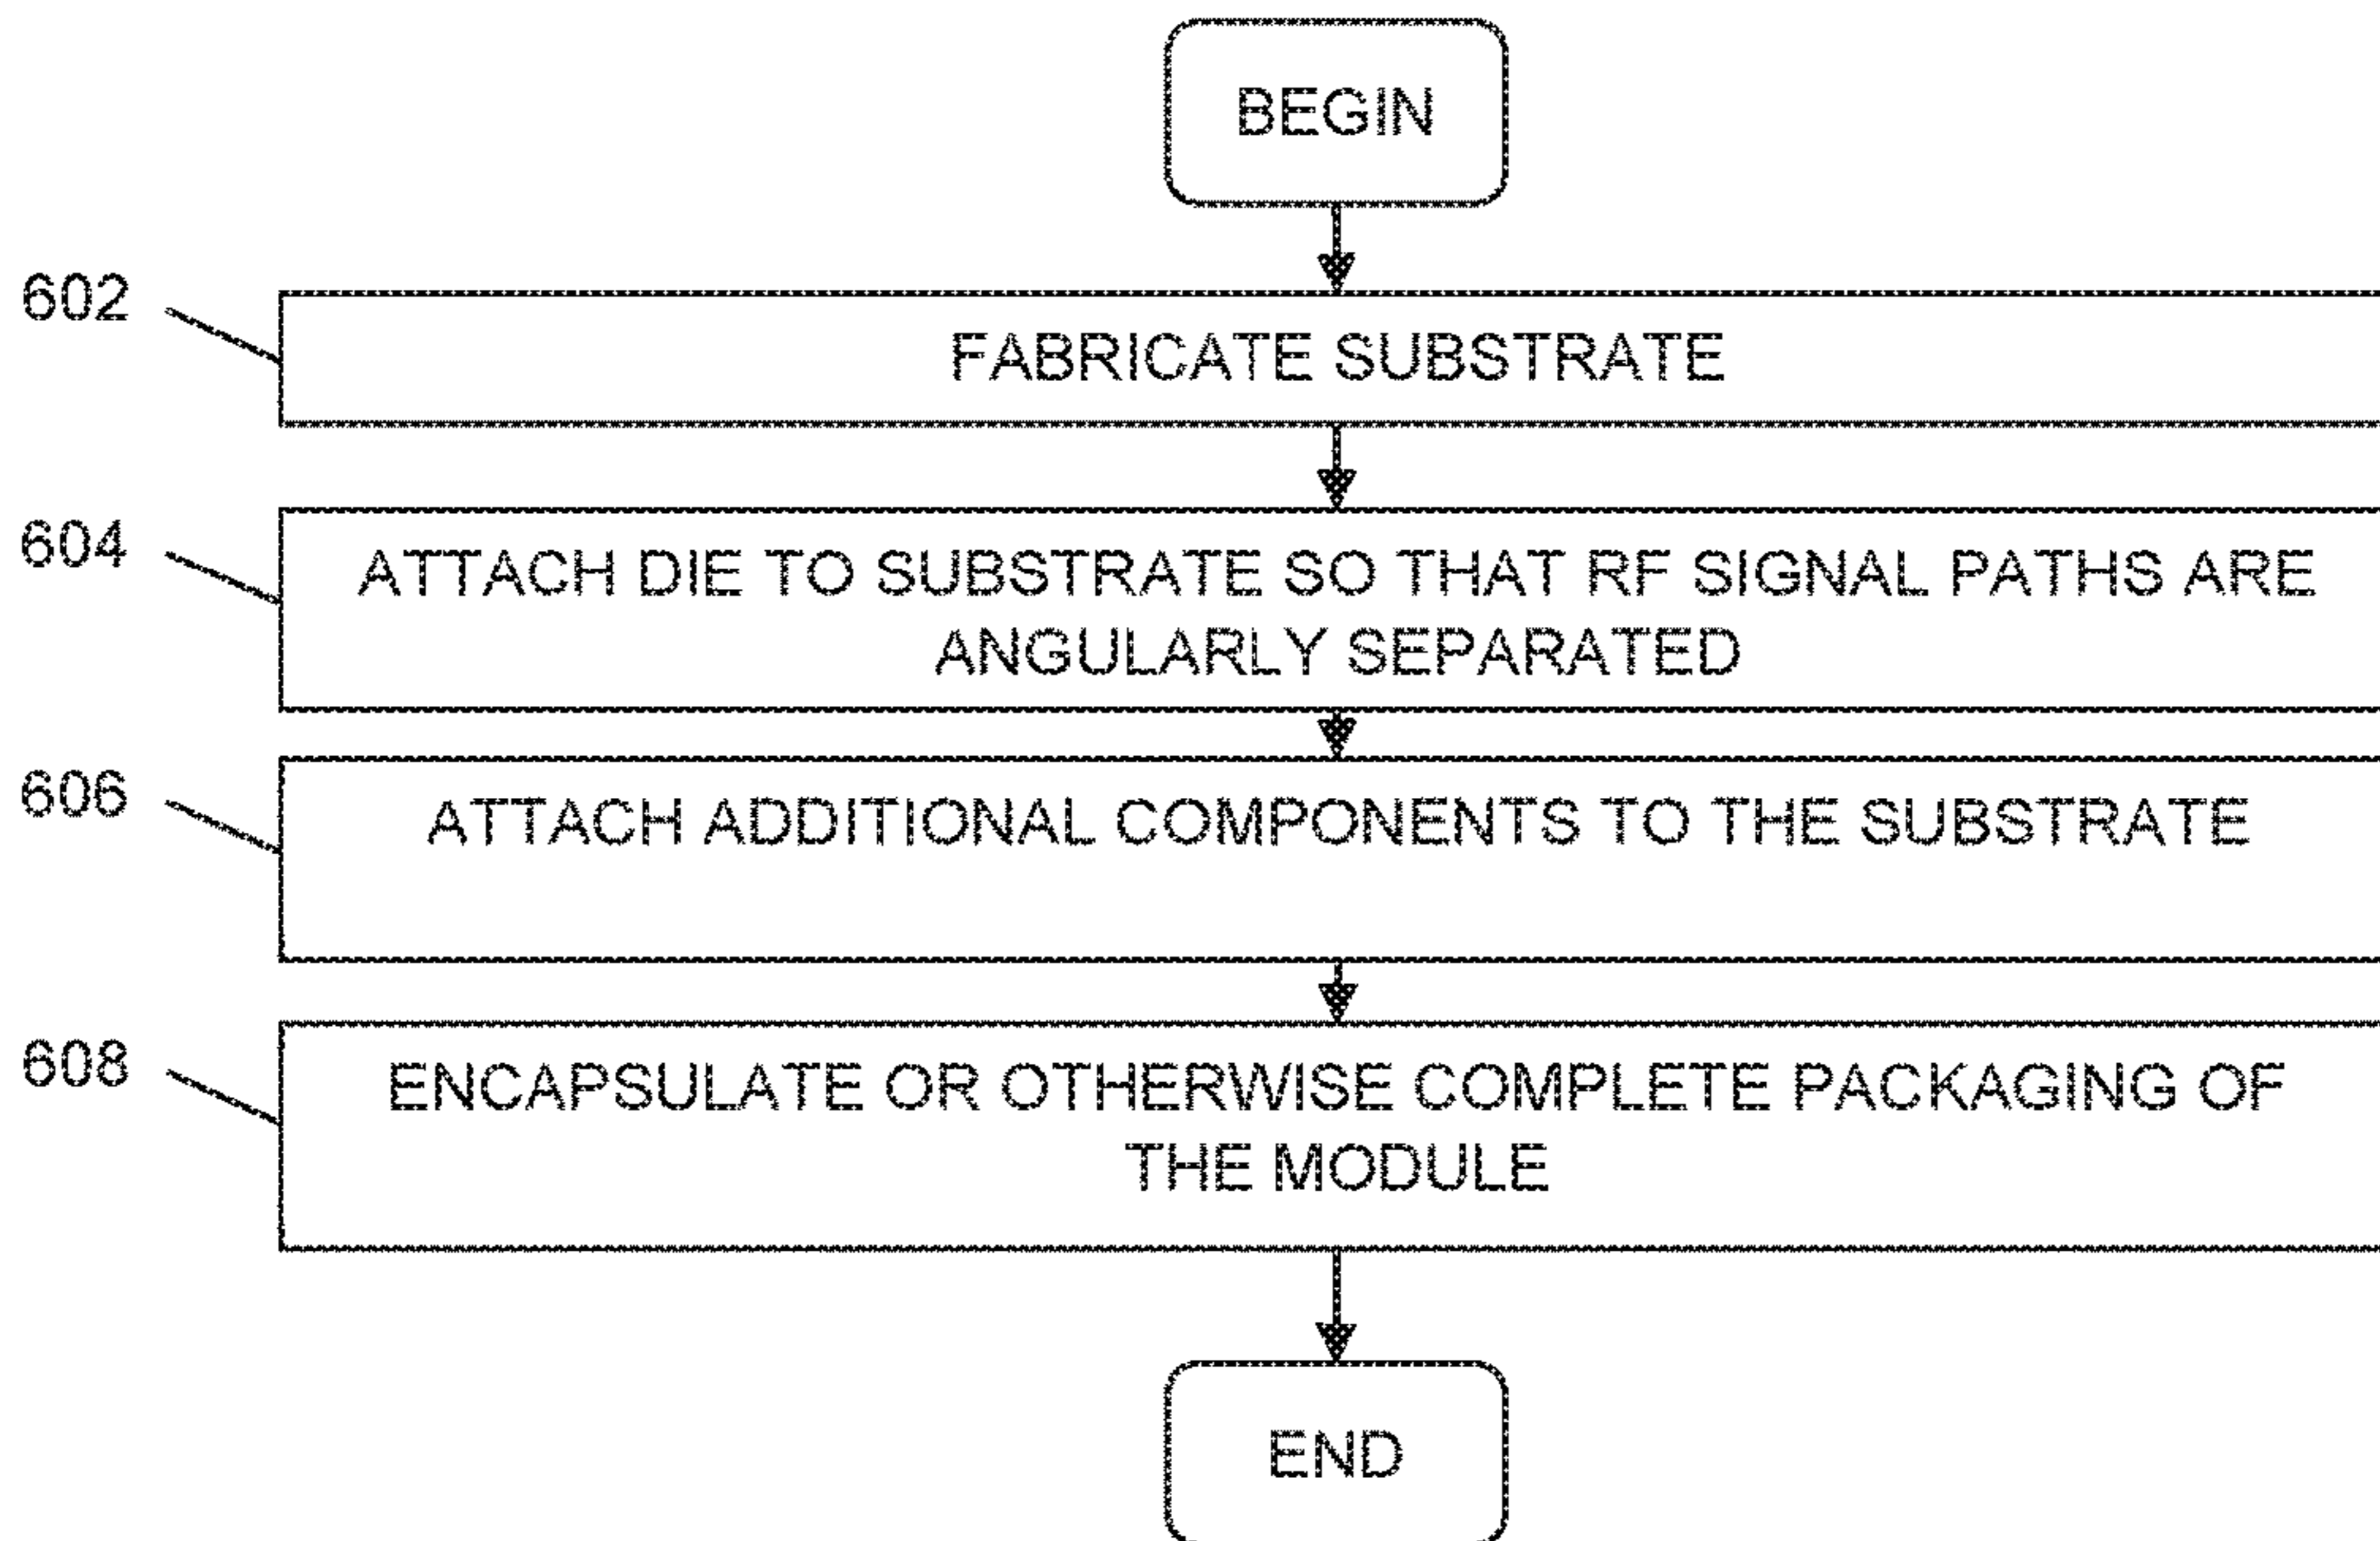 BEGIN
602
FABRICATE SUBSTRATE
604
ATTACH DIE TO SUBSTRATE SO THAT RF SIGNAL PATHS ARE
ANGULARLY SEPARATED
606
ATTACH ADDITIONAL COMPONENTS TO THE SUBSTRATE
608
ENCAPSULATE OR OTHERWISE COMPLETE PACKAGING OF
THE MODULE
END